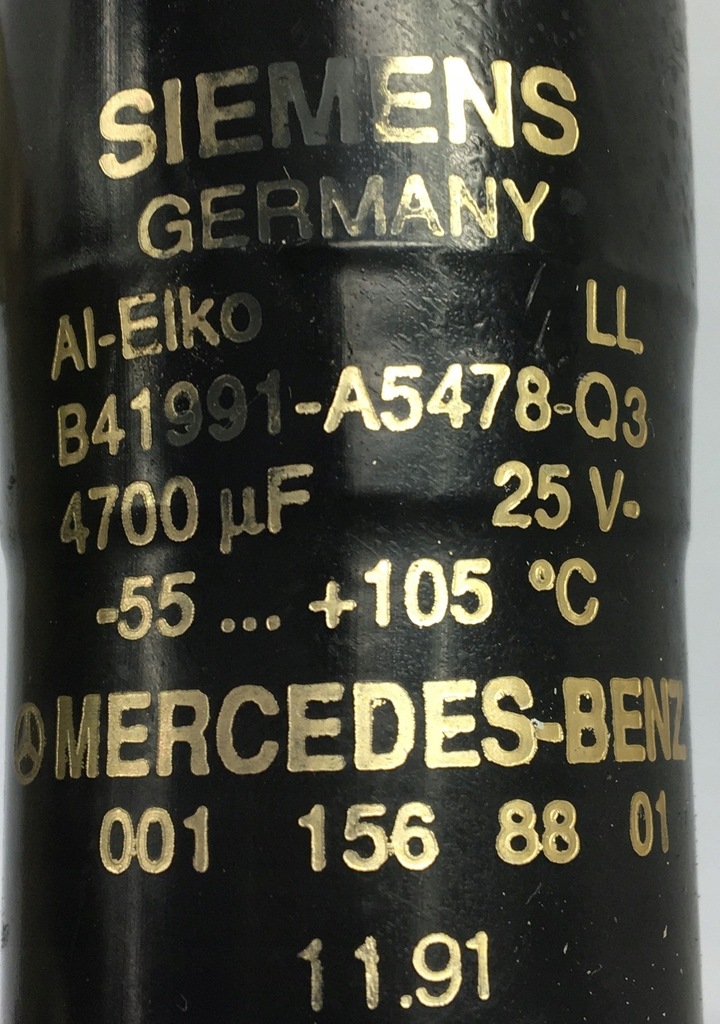 SIEMENS
GERMANY
Al-Elko LL
B41991-A5478-Q3
4700 µF 25 V-
-55 ... +105 °C
MERCEDES-BENZ
001 156 88 01
11.91